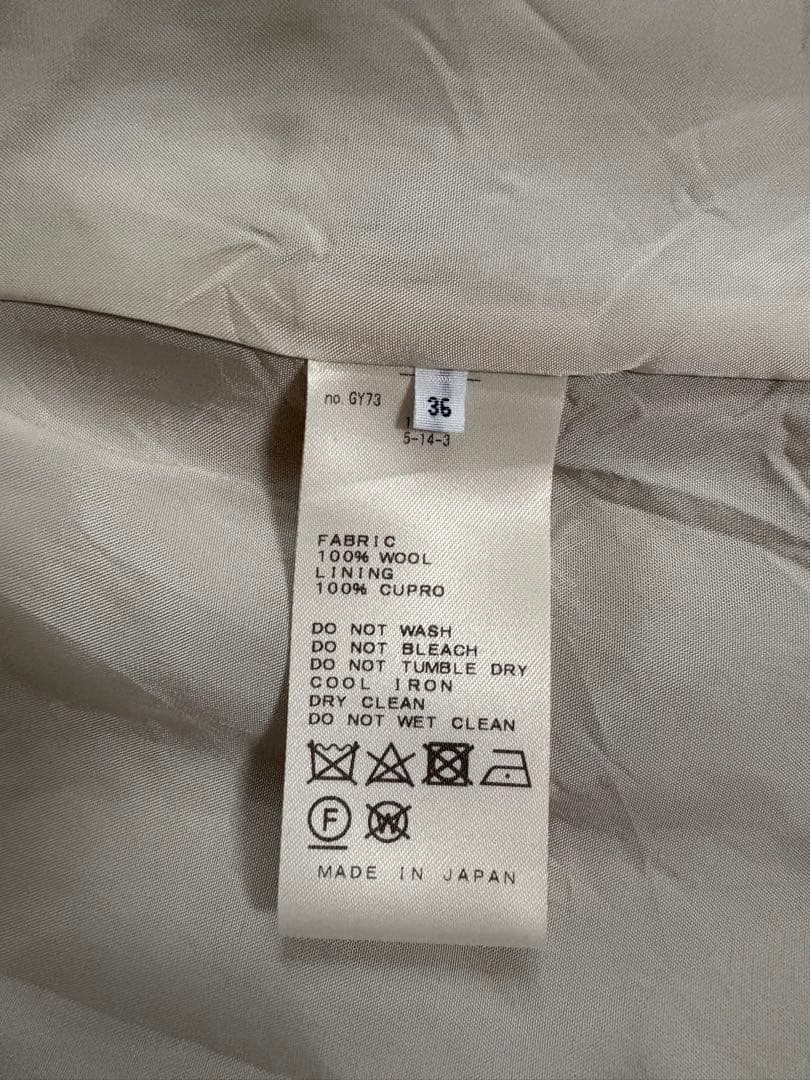 no. GY73
36
5-14-3
FABRIC
100% WOOL
LINING
100% CUPRO
DO NOT WASH
DO NOT BLEACH
DO NOT TUMBLE DRY
COOL IRON
DRY CLEAN
DO NOT WET CLEAN
F W
MADE IN JAPAN